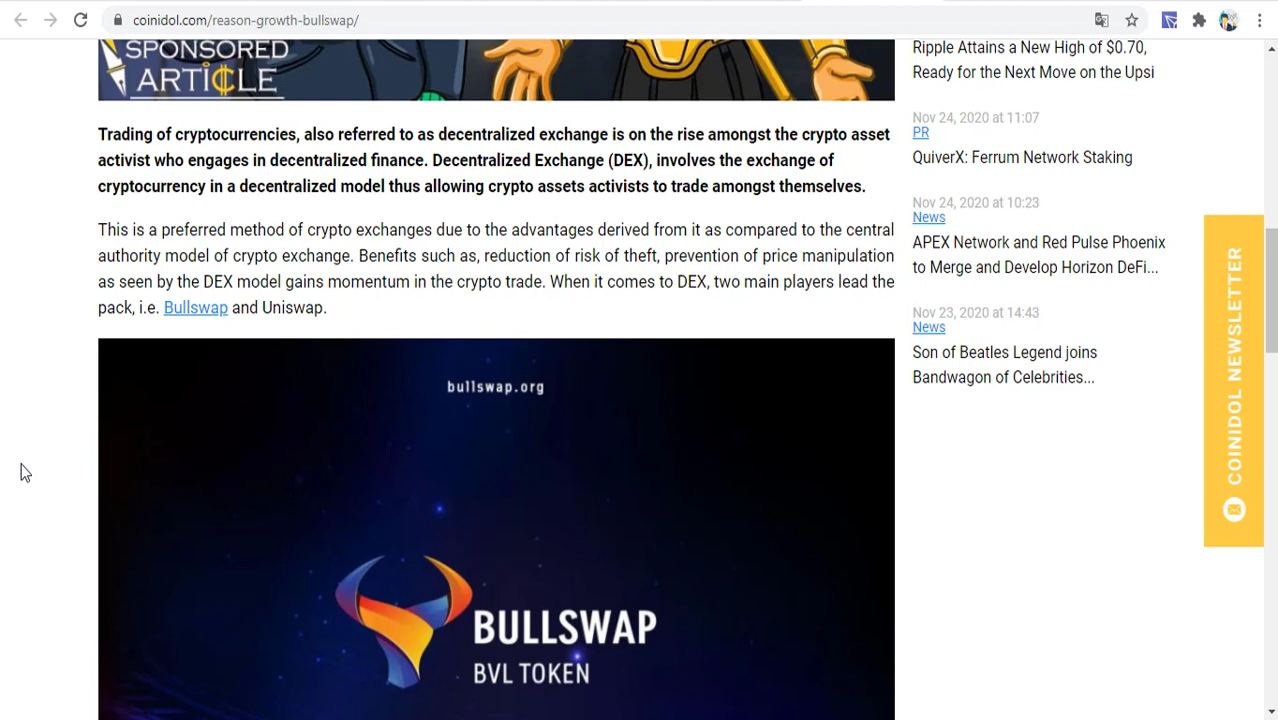 coinidol.com/reason-growth-bullswap/
SPONSORED
ARTICLE
Trading of cryptocurrencies, also referred to as decentralized exchange is on the rise amongst the crypto asset
activist who engages in decentralized finance. Decentralized Exchange (DEX), involves the exchange of
cryptocurrency in a decentralized model thus allowing crypto assets activists to trade amongst themselves.
This is a preferred method of crypto exchanges due to the advantages derived from it as compared to the central
authority model of crypto exchange. Benefits such as, reduction of risk of theft, prevention of price manipulation
as seen by the DEX model gains momentum in the crypto trade. When it comes to DEX, two main players lead the
pack, i.e. Bullswap and Uniswap.
bullswap.org
BULLSWAP
BVL TOKEN
Ripple Attains a New High of $0.70,
Ready for the Next Move on the Upsi
Nov 24, 2020 at 11:07
PR
QuiverX: Ferrum Network Staking
Nov 24, 2020 at 10:23
News
APEX Network and Red Pulse Phoenix
to Merge and Develop Horizon DeFi...
Nov 23, 2020 at 14:43
News
Son of Beatles Legend joins
Bandwagon of Celebrities...
COINIDOL NEWSLETTER